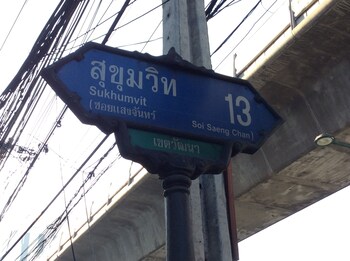 สุขุมวิท 13
Sukhumvit
[ซอยแสงจันทร์ Soi Saeng Chan]
เขตวัฒนา